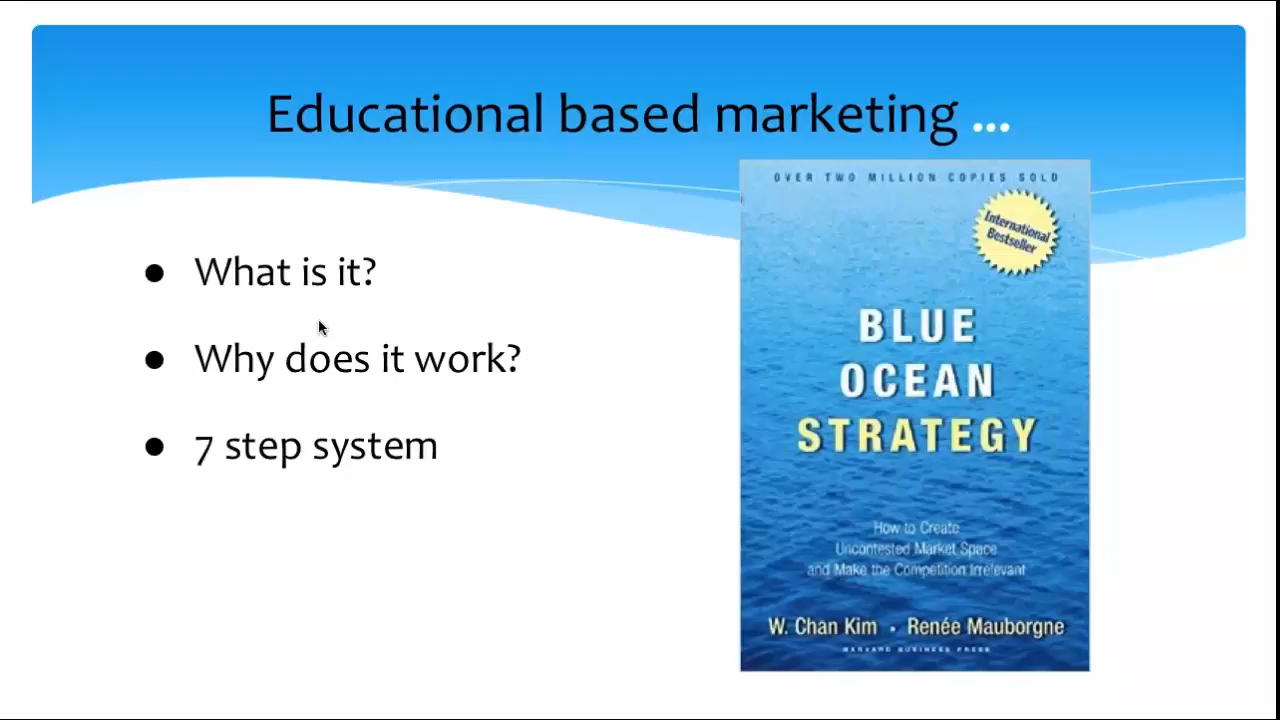 Educational based marketing ...
● What is it?
● Why does it work?
● 7 step system
OVER TWO MILLION COPIES SOLD
International
Bestseller
BLUE
OCEAN
STRATEGY
How to Create
Uncontested Market Space
and Make the Competition Irrelevant
W. Chan Kim • Renée Mauborgne
HARVARD BUSINESS PRESS